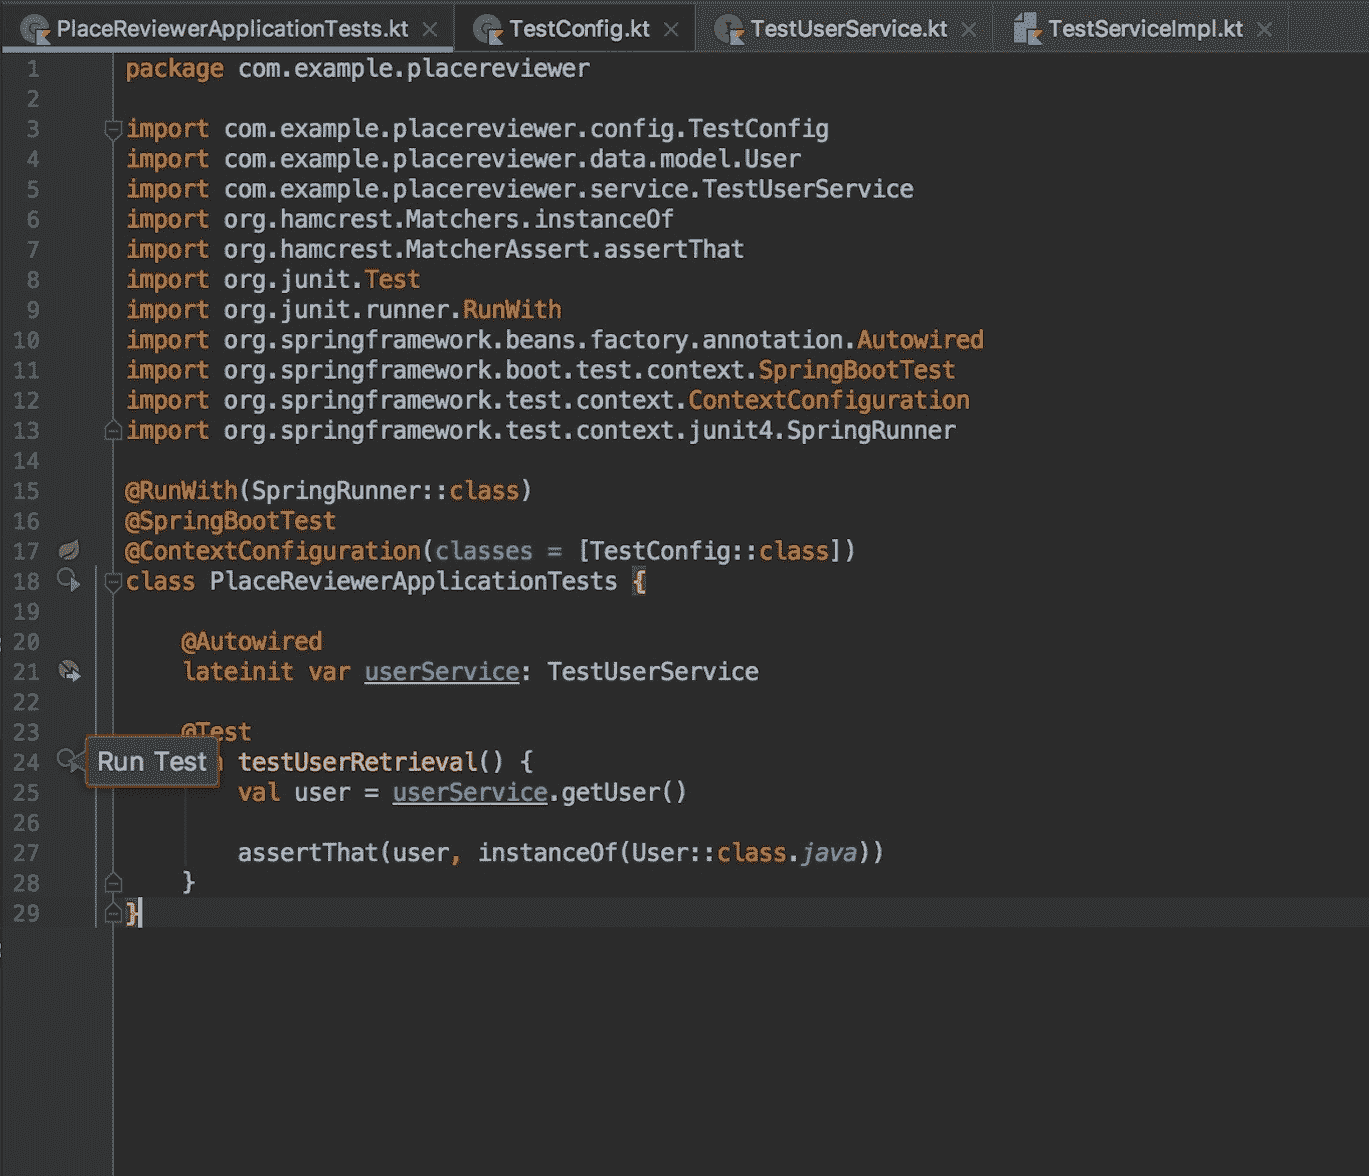 PlaceReviewerApplicationTests.kt TestConfig.kt TestUserService.kt TestServiceImpl.kt
1 package com.example.placereviewer
2
3 import com.example.placereviewer.config.TestConfig
4 import com.example.placereviewer.data.model.User
5 import com.example.placereviewer.service.TestUserService
6 import org.hamcrest.Matchers.instanceOf
7 import org.hamcrest.MatcherAssert.assertThat
8 import org.junit.Test
9 import org.junit.runner.RunWith
10 import org.springframework.beans.factory.annotation.Autowired
11 import org.springframework.boot.test.context.SpringBootTest
12 import org.springframework.test.context.ContextConfiguration
13 import org.springframework.test.context.junit4.SpringRunner
14
15 @RunWith(SpringRunner::class)
16 @SpringBootTest
17 @ContextConfiguration(classes = [TestConfig::class])
18 class PlaceReviewerApplicationTests {
19
20 @Autowired
21 lateinit var userService: TestUserService
22
23 @Test
24 Run Test testUserRetrieval() {
25 val user = userService.getUser()
26
27 assertThat(user, instanceOf(User::class.java))
28 }
29 }